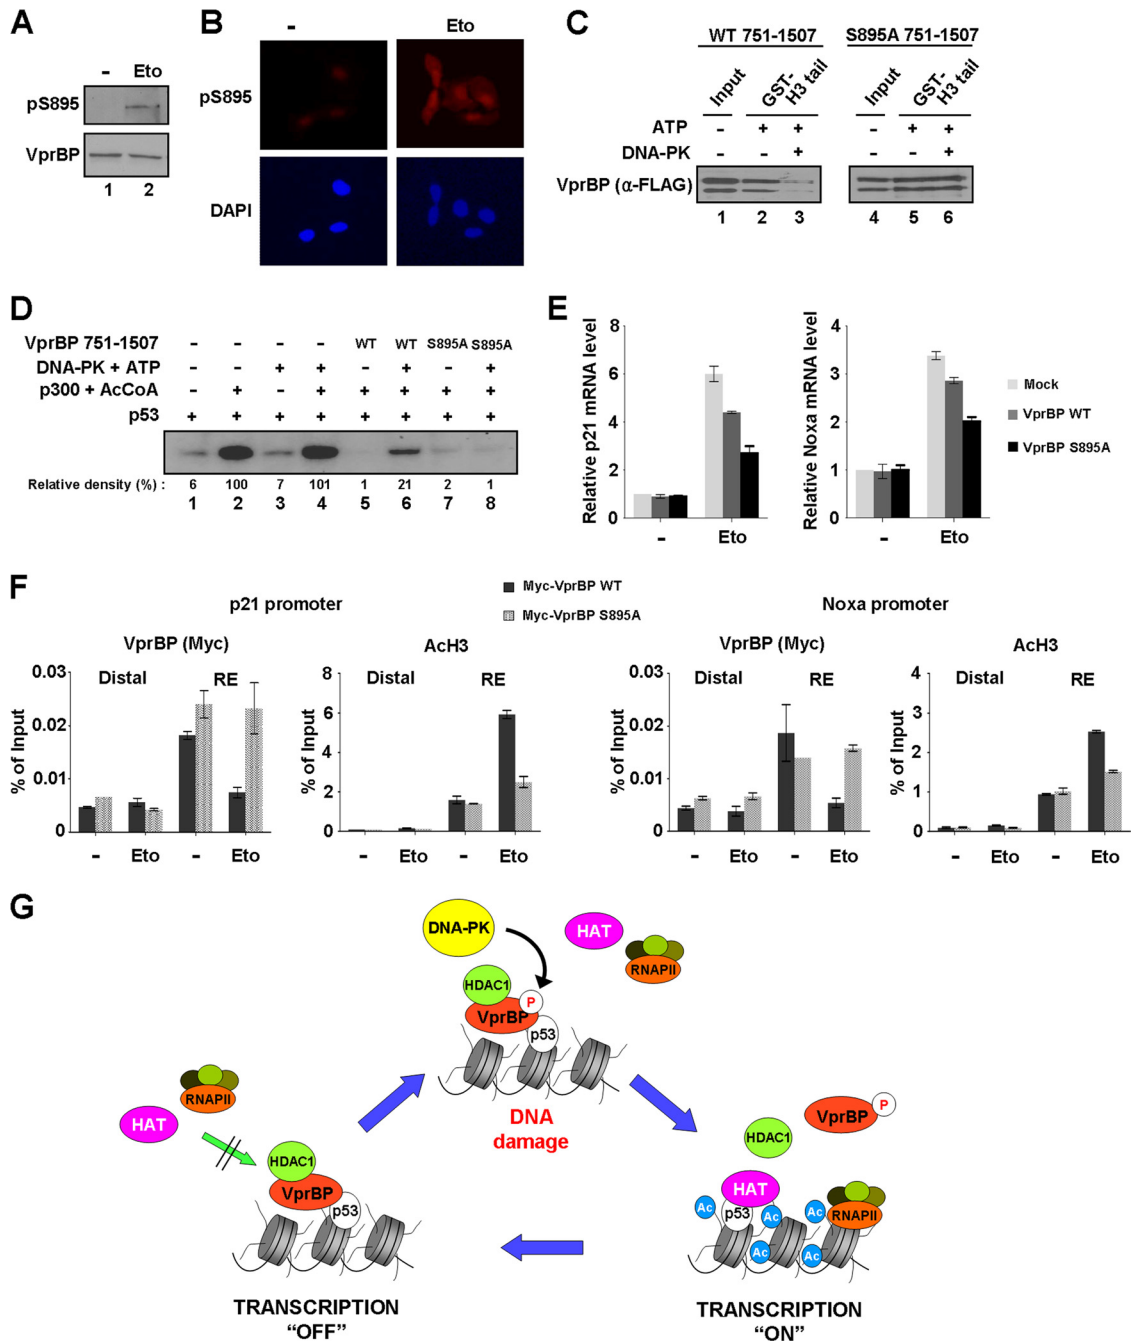 A
- Eto
pS895
VprBP
1 2
B
- Eto
pS895
DAPI
C
WT 751-1507 S895A 751-1507
Input GST-H3 tail Input GST-H3 tail
ATP - + + - + +
DNA-PK - - + - - +
VprBP (α-FLAG)
1 2 3 4 5 6
D
VprBP 751-1507 - - - - WT WT S895A S895A
DNA-PK + ATP - - + + - + - +
p300 + AcCoA - + - + + + + +
p53 + + + + + + + +
Relative density (%) : 6 100 7 101 1 21 2 1
1 2 3 4 5 6 7 8
E
Relative p21 mRNA level
8
6
4
2
0
- Eto
Relative Noxa mRNA level
4
3
2
1
0
- Eto
Mock
VprBP WT
VprBP S895A
F
Myc-VprBP WT
Myc-VprBP S895A
p21 promoter
Noxa promoter
VprBP (Myc)
Distal RE
% of Input
0.03
0.02
0.01
0
- Eto - Eto
AcH3
Distal RE
% of Input
8
6
4
2
0
- Eto - Eto
VprBP (Myc)
Distal RE
% of Input
0.03
0.02
0.01
0
- Eto - Eto
AcH3
Distal RE
% of Input
4
3
2
1
0
- Eto - Eto
G
DNA-PK
HAT
RNAPII
HDAC1
P
VprBP
p53
DNA
damage
RNAPII
HAT
HDAC1
VprBP
p53
TRANSCRIPTION
“OFF”
P
VprBP
HDAC1
HAT
Ac
p53
Ac
Ac
RNAPII
Ac
Ac
TRANSCRIPTION
“ON”